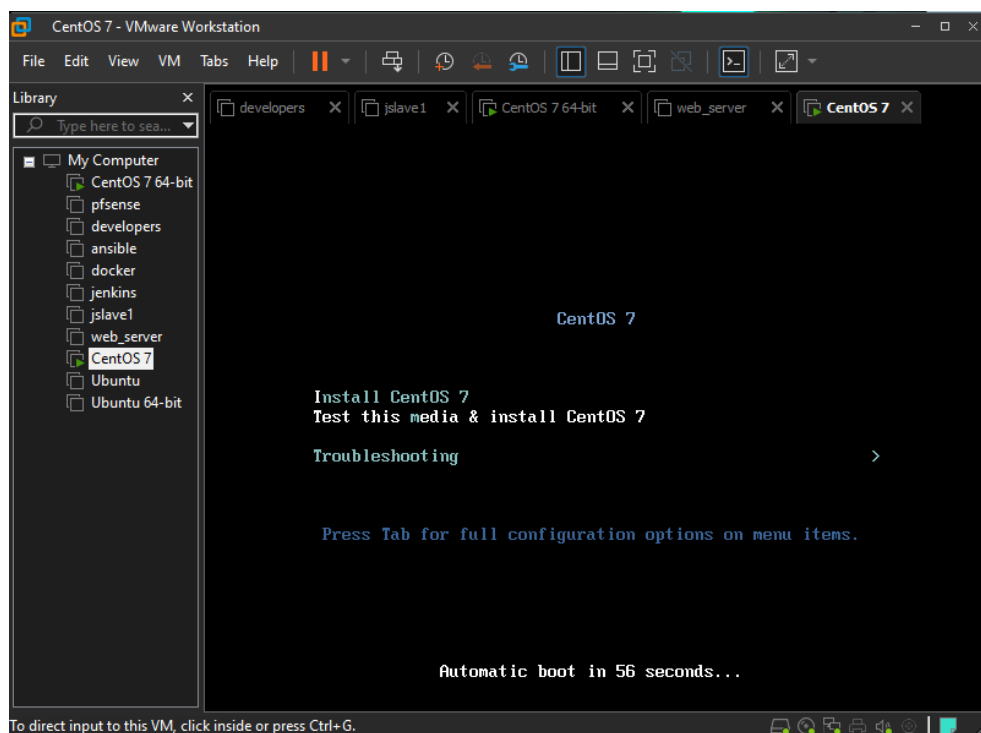 CentOS 7 - VMware Workstation
File Edit View VM Tabs Help
Library
Type here to sea...
My Computer
CentOS 7 64-bit
pfsense
developers
ansible
docker
jenkins
jslave1
web_server
CentOS 7
Ubuntu
Ubuntu 64-bit
developers jslave1 CentOS 7 64-bit web_server CentOS 7
CentOS 7
Install CentOS 7
Test this media & install CentOS 7
Troubleshooting >
Press Tab for full configuration options on menu items.
Automatic boot in 56 seconds...
To direct input to this VM, click inside or press Ctrl+G.